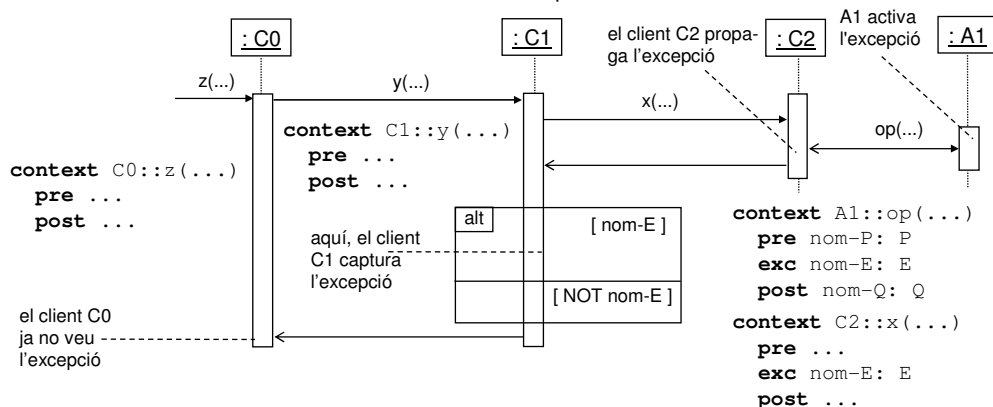 : C0
: C1
: C2
: A1
A1 activa
l'excepció
el client C2 propa-
ga l'excepció
z(...)
y(...)
x(...)
op(...)
context C0::z(...)
pre ...
post ...
context C1::y(...)
pre ...
post ...
alt
[ nom-E ]
[ NOT nom-E ]
aquí, el client
C1 captura
l'excepció
el client C0
ja no veu
l'excepció
context A1::op(...)
pre nom-P: P
exc nom-E: E
post nom-Q: Q
context C2::x(...)
pre ...
exc nom-E: E
post ...